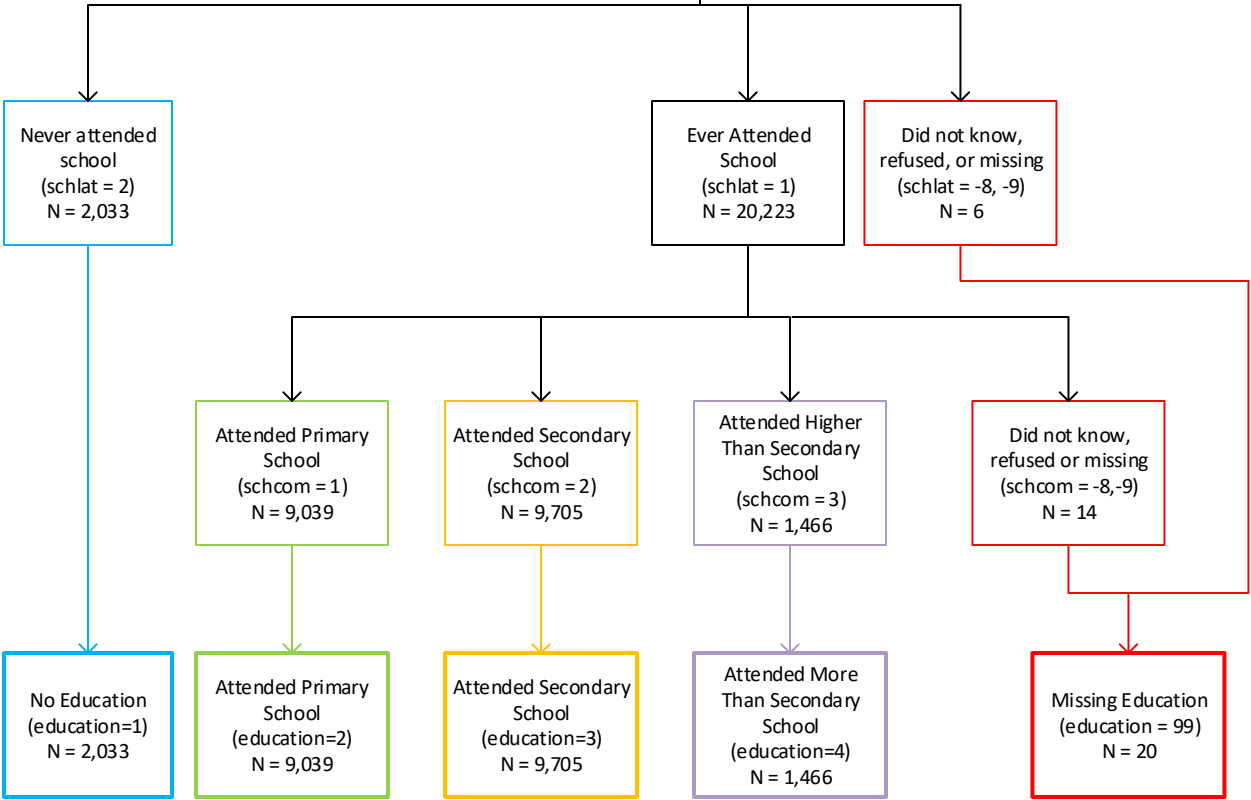 Never attended
school
(schlat = 2)
N = 2,033
Ever Attended
School
(schlat = 1)
N = 20,223
Did not know,
refused, or missing
(schlat = -8, -9)
N = 6
Attended Primary
School
(schcom = 1)
N = 9,039
Attended Secondary
School
(schcom = 2)
N = 9,705
Attended Higher
Than Secondary
School
(schcom = 3)
N = 1,466
Did not know,
refused or missing
(schcom = -8,-9)
N = 14
No Education
(education=1)
N = 2,033
Attended Primary
School
(education=2)
N = 9,039
Attended Secondary
School
(education=3)
N = 9,705
Attended More
Than Secondary
School
(education=4)
N = 1,466
Missing Education
(education = 99)
N = 20